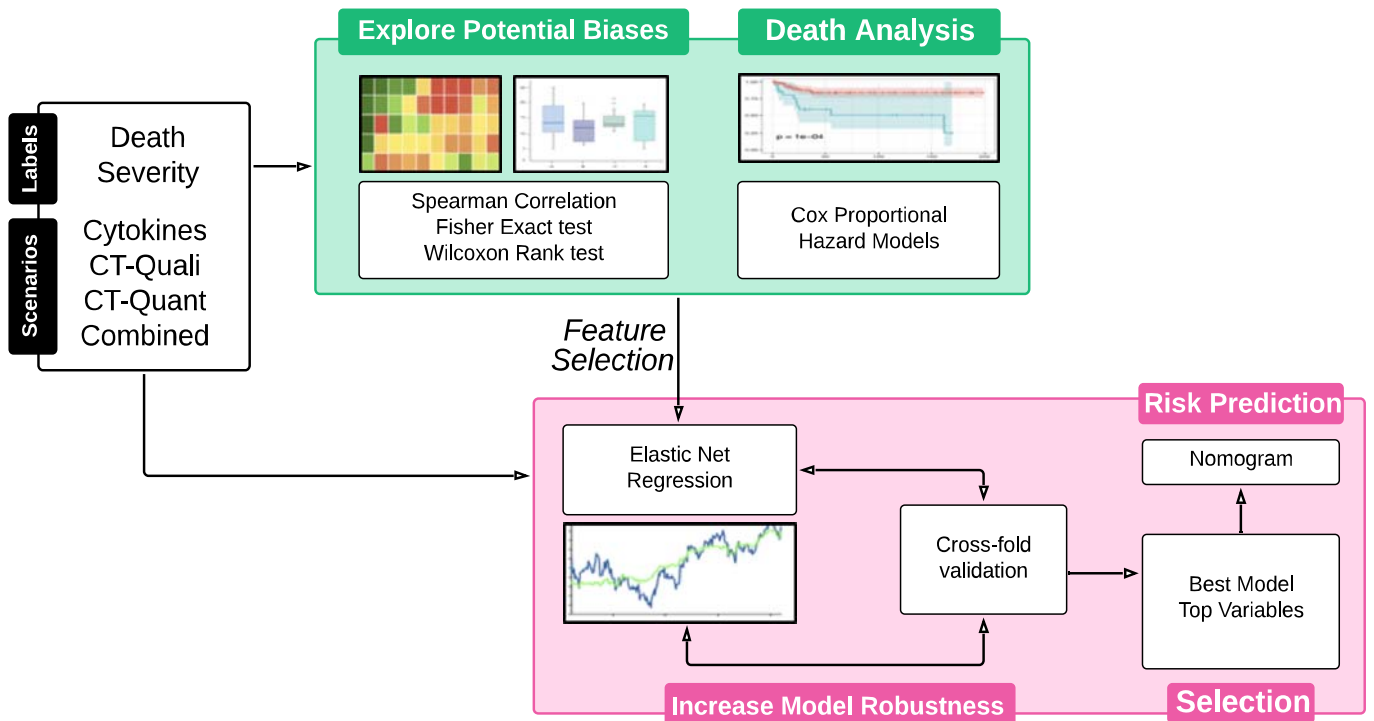 Explore Potential Biases
Death Analysis
Labels
Death
Severity
Scenarios
Cytokines
CT-Quali
CT-Quant
Combined
p = 1e-04
Spearman Correlation
Fisher Exact test
Wilcoxon Rank test
Cox Proportional
Hazard Models
Feature
Selection
Risk Prediction
Elastic Net
Regression
Nomogram
Cross-fold
validation
Best Model
Top Variables
Increase Model Robustness
Selection